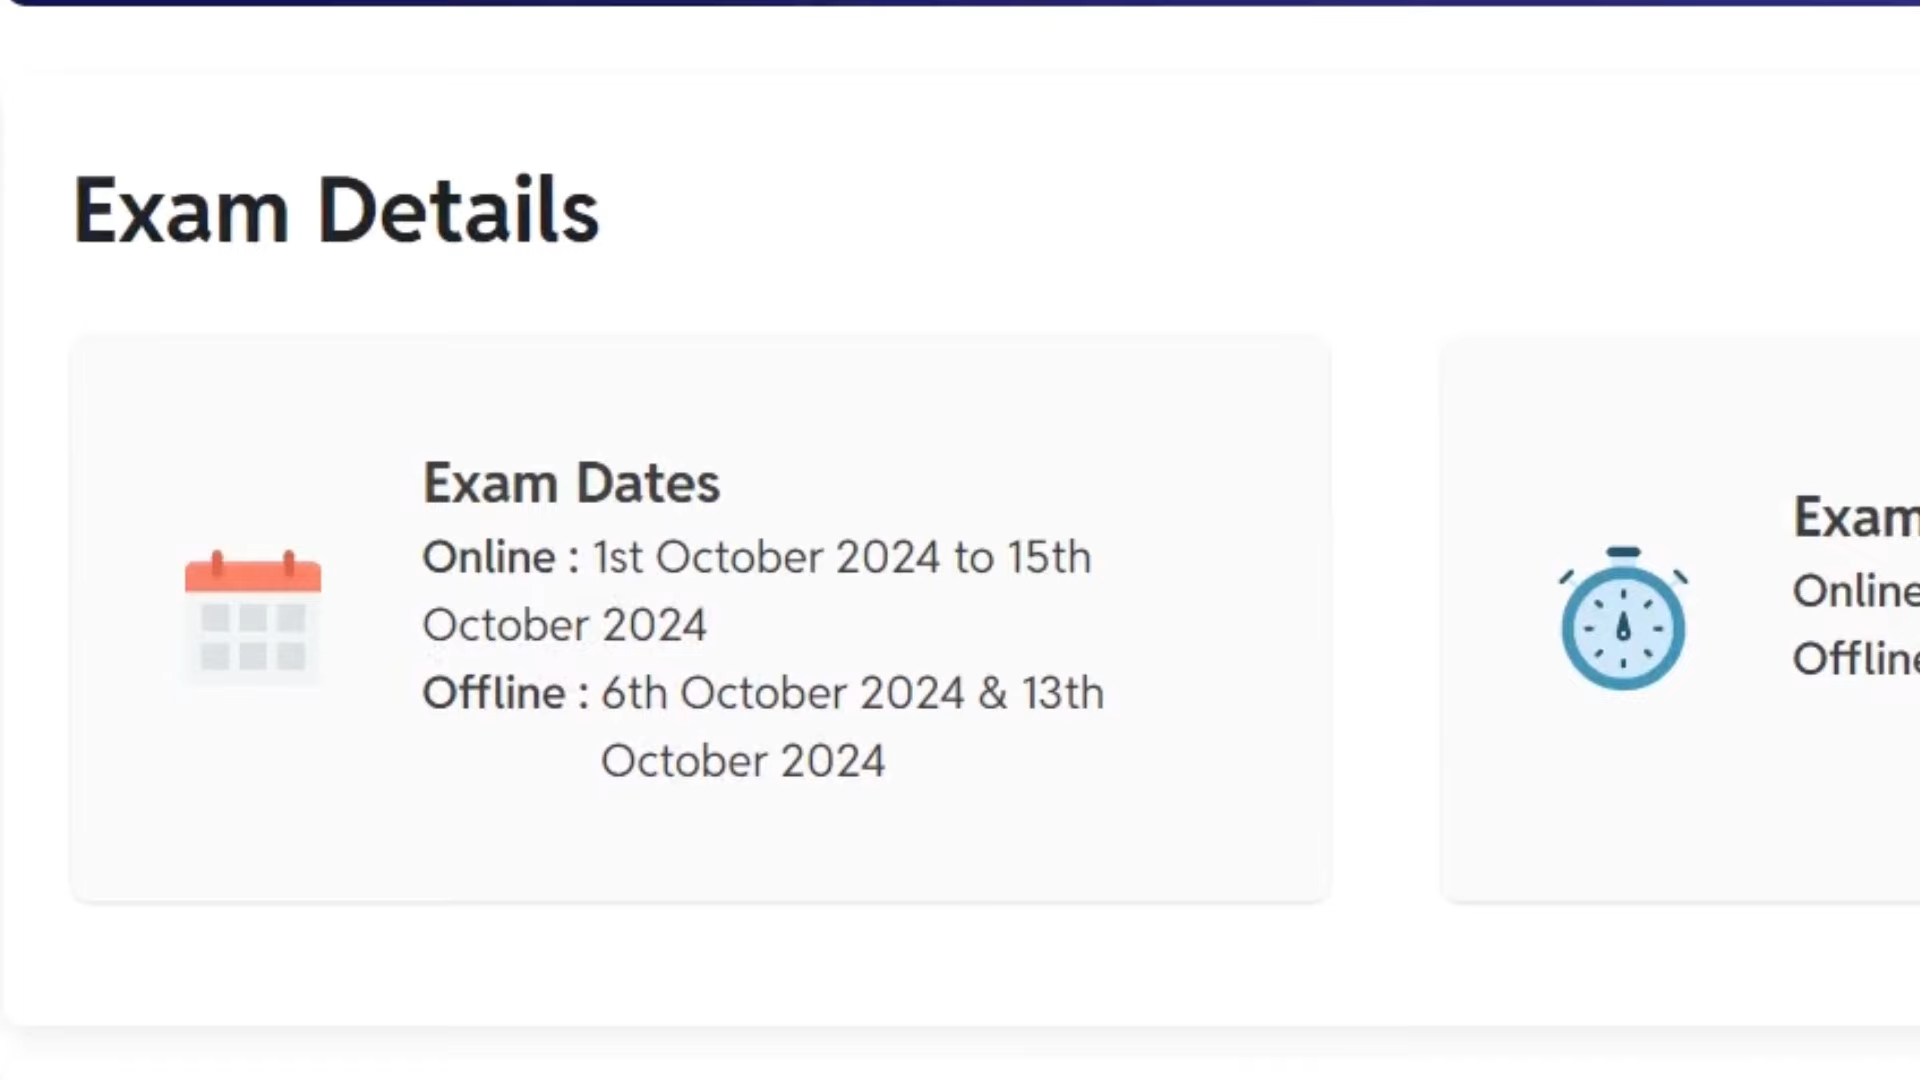 Exam Details
Exam Dates
Online : 1st October 2024 to 15th
October 2024
Offline : 6th October 2024 & 13th
October 2024
Exam
Online
Offline